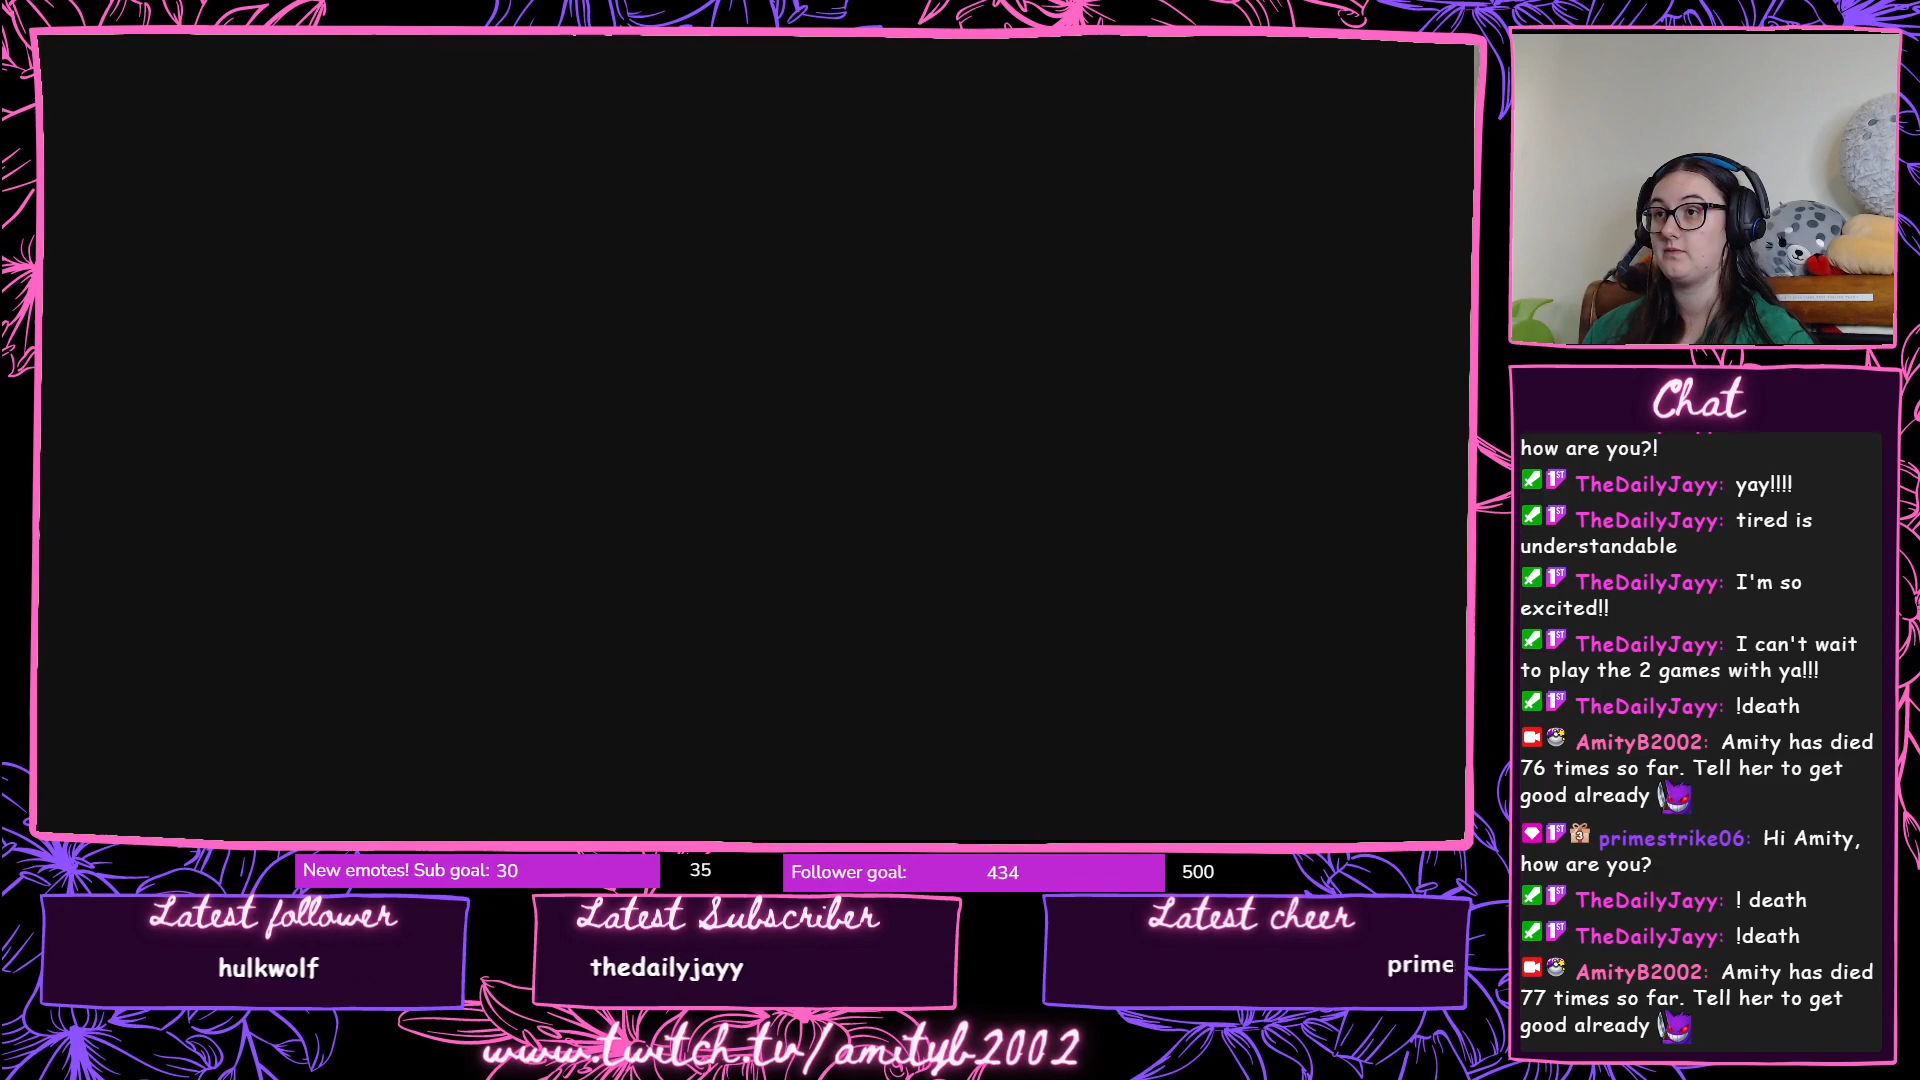 Chat
how are you?!
TheDailyJayy: yay!!!!
TheDailyJayy: tired is
understandable
TheDailyJayy: I'm so
excited!!
TheDailyJayy: I can't wait
to play the 2 games with ya!!!
TheDailyJayy: !death
AmityB2002: Amity has died
76 times so far. Tell her to get
good already
primestrike06: Hi Amity,
how are you?
TheDailyJayy: ! death
TheDailyJayy: !death
AmityB2002: Amity has died
77 times so far. Tell her to get
good already
New emotes! Sub goal: 30 35
Follower goal: 434 500
Latest follower
hulkwolf
Latest Subscriber
thedailyjayy
Latest cheer
prime
www.twitch.tv/amityb2002